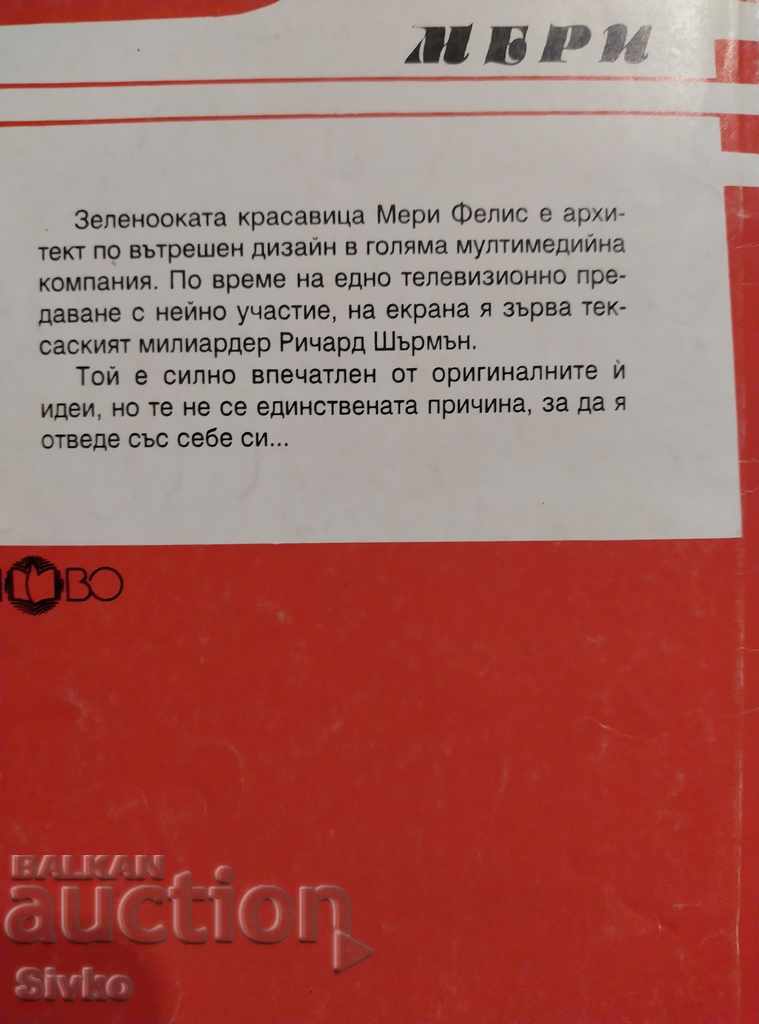 МЕРИ
Зеленооката красавица Мери Фелис е архи-
тект по вътрешен дизайн в голяма мултимедийна
компания. По време на едно телевизионно пре-
даване с нейно участие, на екрана я зърва тек-
саският милиардер Ричард Шърмън.
Той е силно впечатлен от оригиналните ѝ
идеи, но те не се единствената причина, за да я
отведе със себе си...
ВО
BALKAN
auction
Sivko